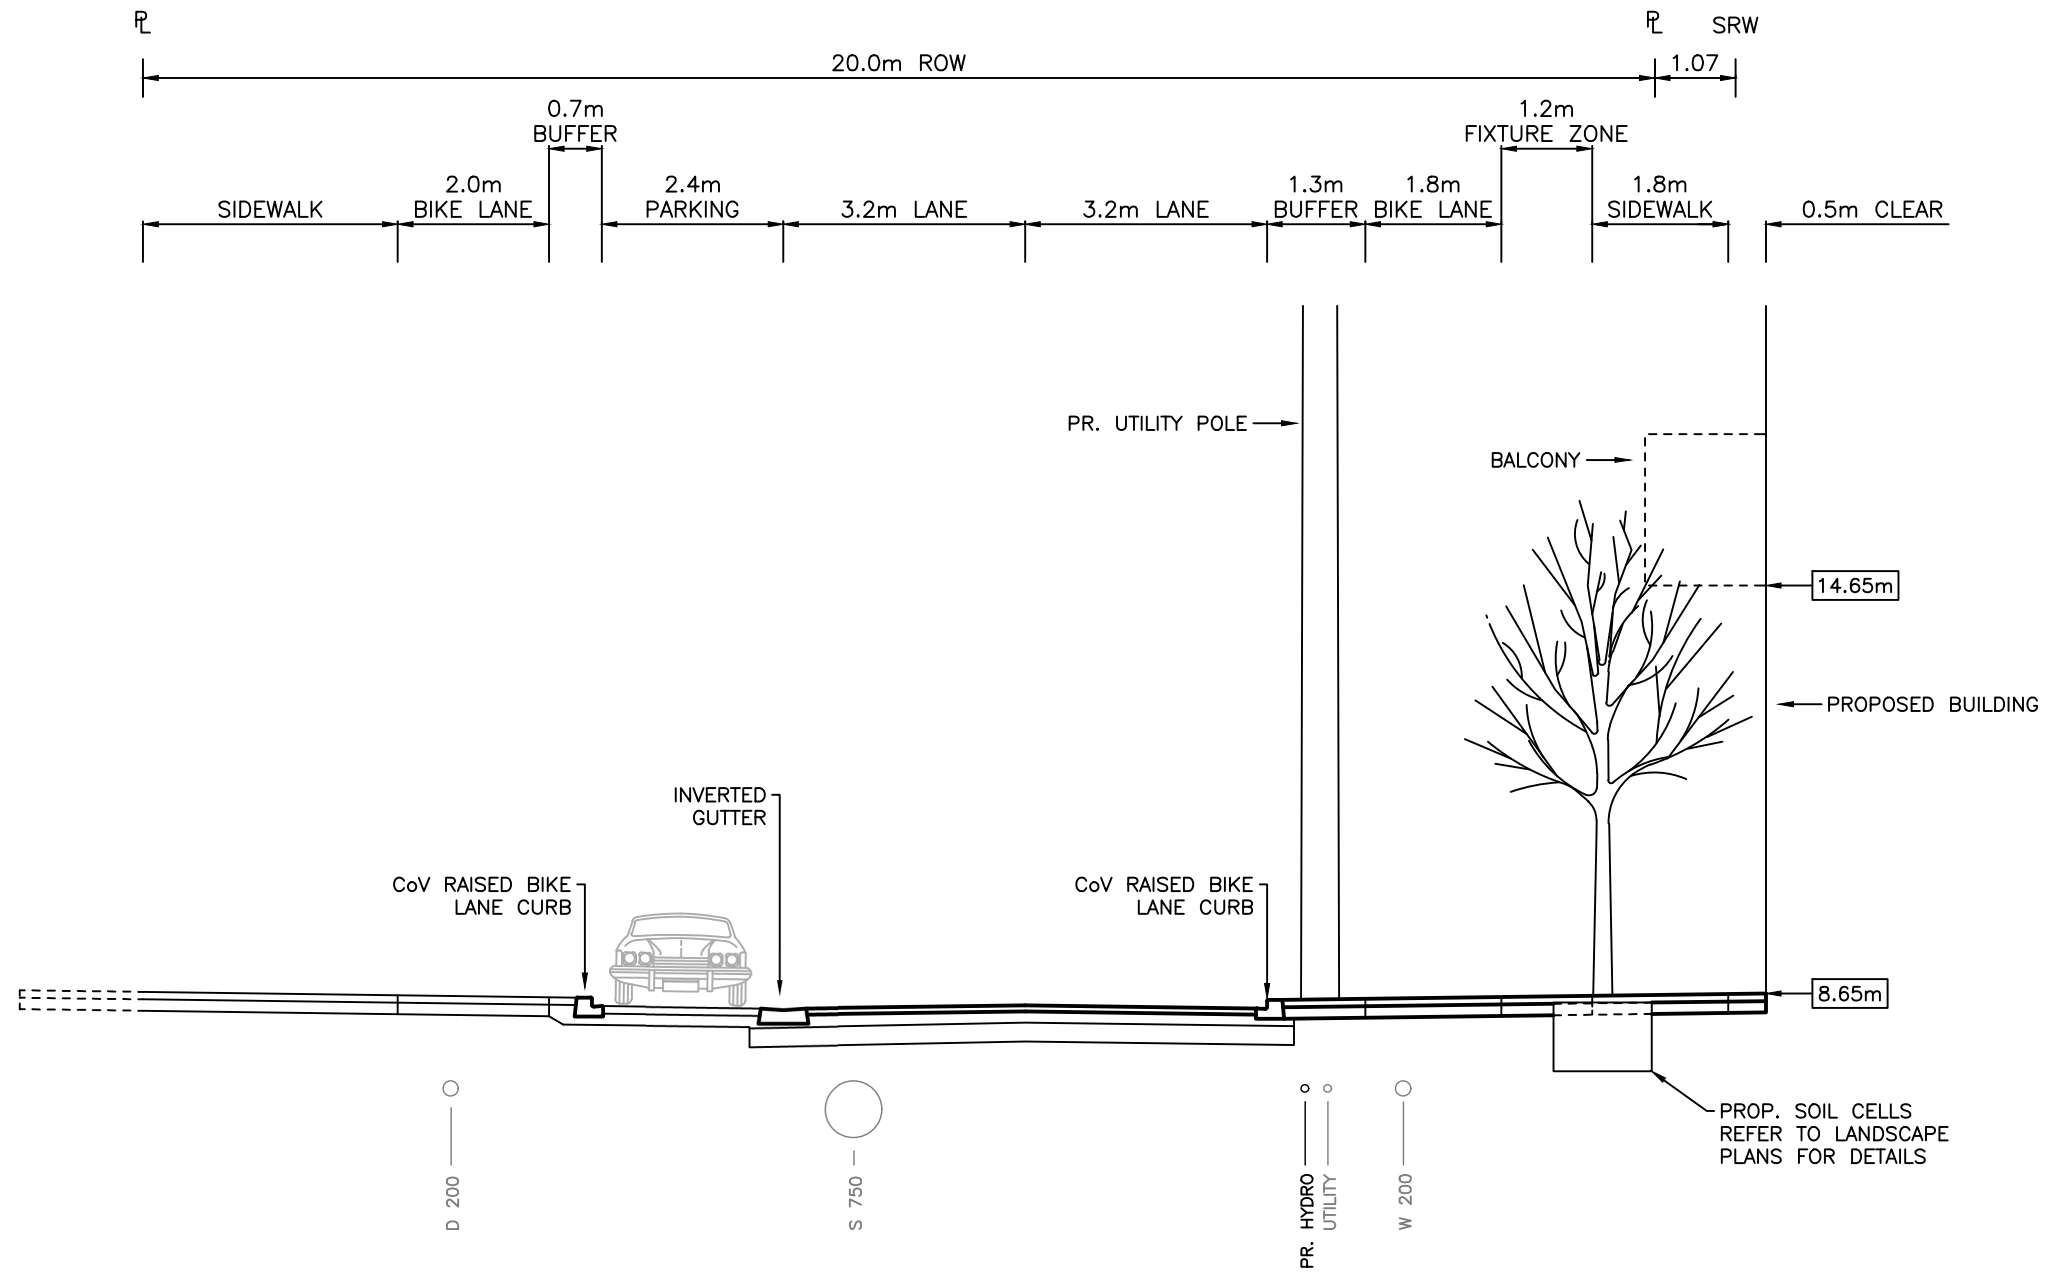 PL
PL
SRW
20.0m ROW
1.07
0.7m
BUFFER
1.2m
FIXTURE ZONE
SIDEWALK
2.0m
BIKE LANE
2.4m
PARKING
3.2m LANE
3.2m LANE
1.3m
BUFFER
1.8m
BIKE LANE
1.8m
SIDEWALK
0.5m CLEAR
PR. UTILITY POLE
BALCONY
14.65m
PROPOSED BUILDING
INVERTED
GUTTER
CoV RAISED BIKE
LANE CURB
CoV RAISED BIKE
LANE CURB
8.65m
PROP. SOIL CELLS
REFER TO LANDSCAPE
PLANS FOR DETAILS
D 200
S 750
PR. HYDRO
UTILITY
W 200